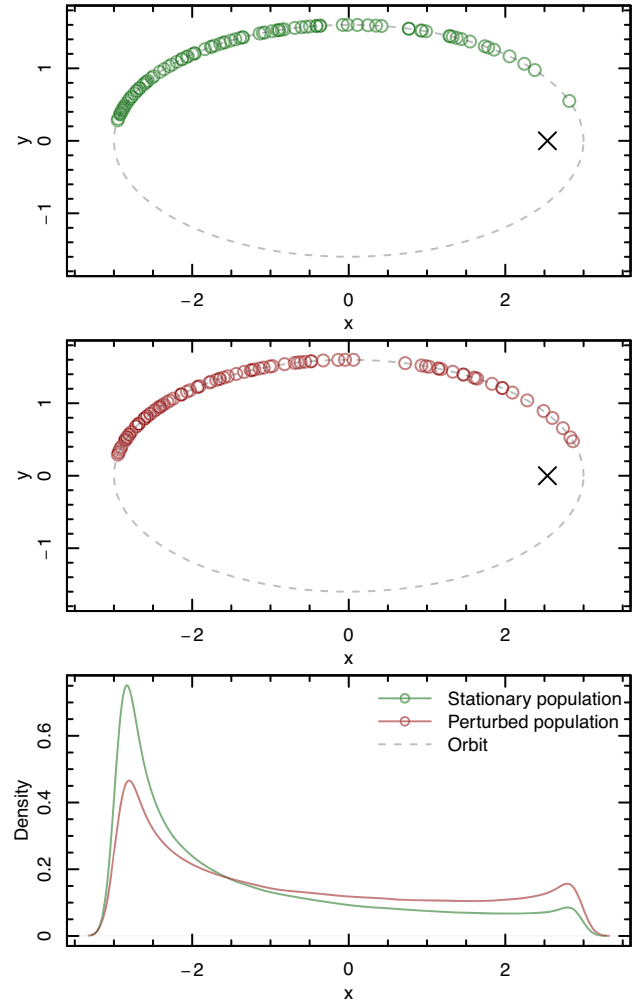 1
0
−1
y
−2
0
2
x
1
0
−1
y
−2
0
2
x
Stationary population
Perturbed population
Orbit
0.6
0.4
0.2
0
Density
−2
0
2
x